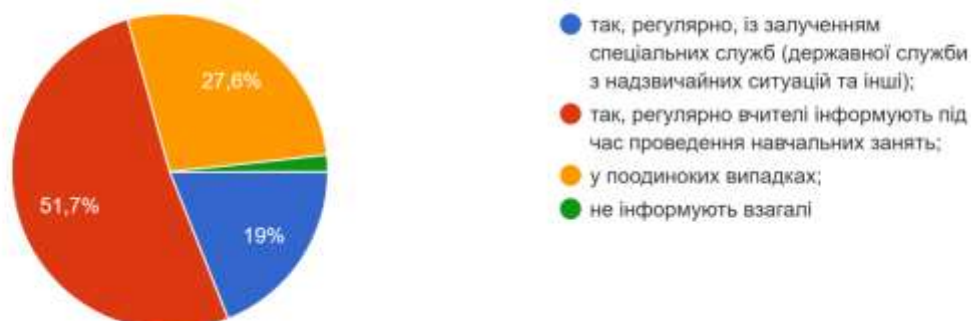 27,6%
51,7%
19%
так, регулярно, із залученням
спеціальних служб (державної служби
з надзвичайних ситуацій та інші);
так, регулярно вчителі інформують під
час проведення навчальних занять;
у поодиноких випадках;
не інформують взагалі